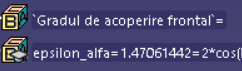 `Gradul de acoperire frontal`=
epsilon_alfa=1.47061442=2*cos(